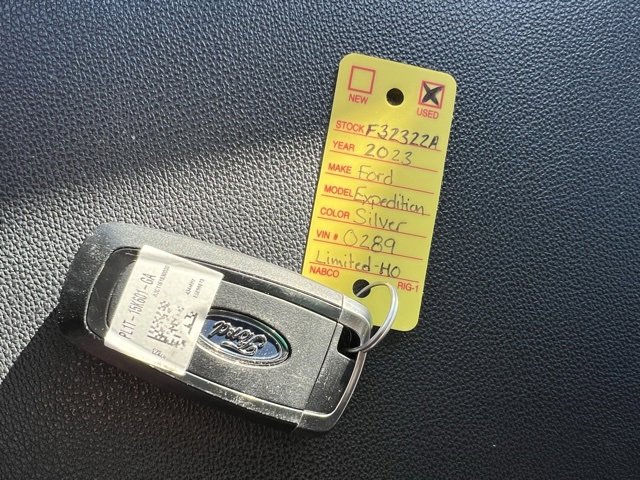 NEW USED
STOCK F32322A
YEAR 2023
MAKE Ford
MODEL Expedition
COLOR Silver
VIN # 0289
Limited-HO
NABCO RIG-1
Ford